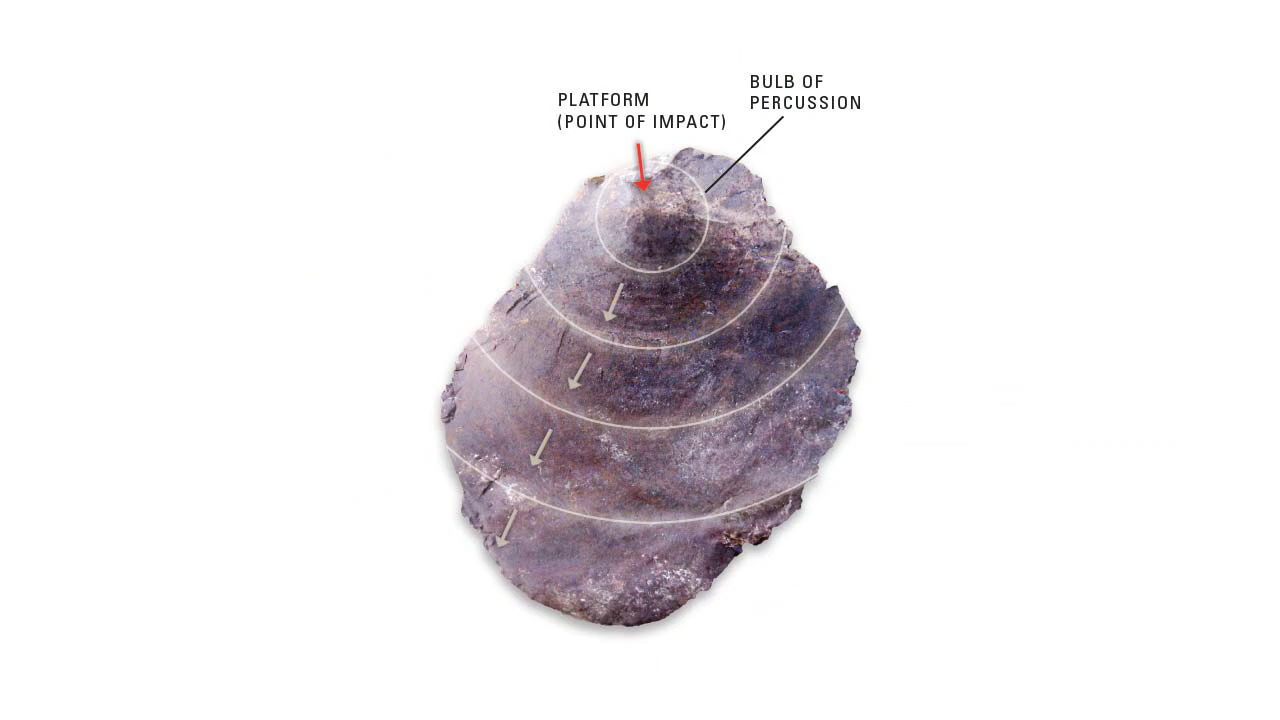 PLATFORM
(POINT OF IMPACT)
BULB OF
PERCUSSION